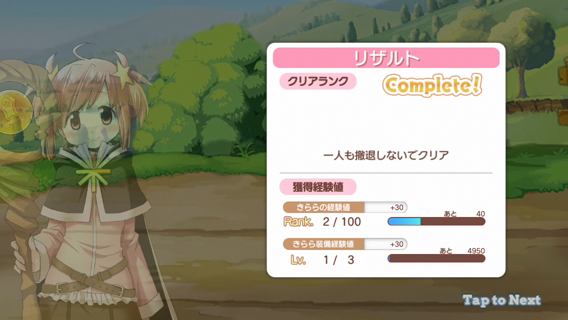 リザルト
クリアランク
Complete!
一人も撤退しないでクリア
獲得経験値
きららの経験値 +30
Rank. 2 / 100 あと 40
きらら装備経験値 +30
Lv. 1 / 3 あと 4950
Tap to Next